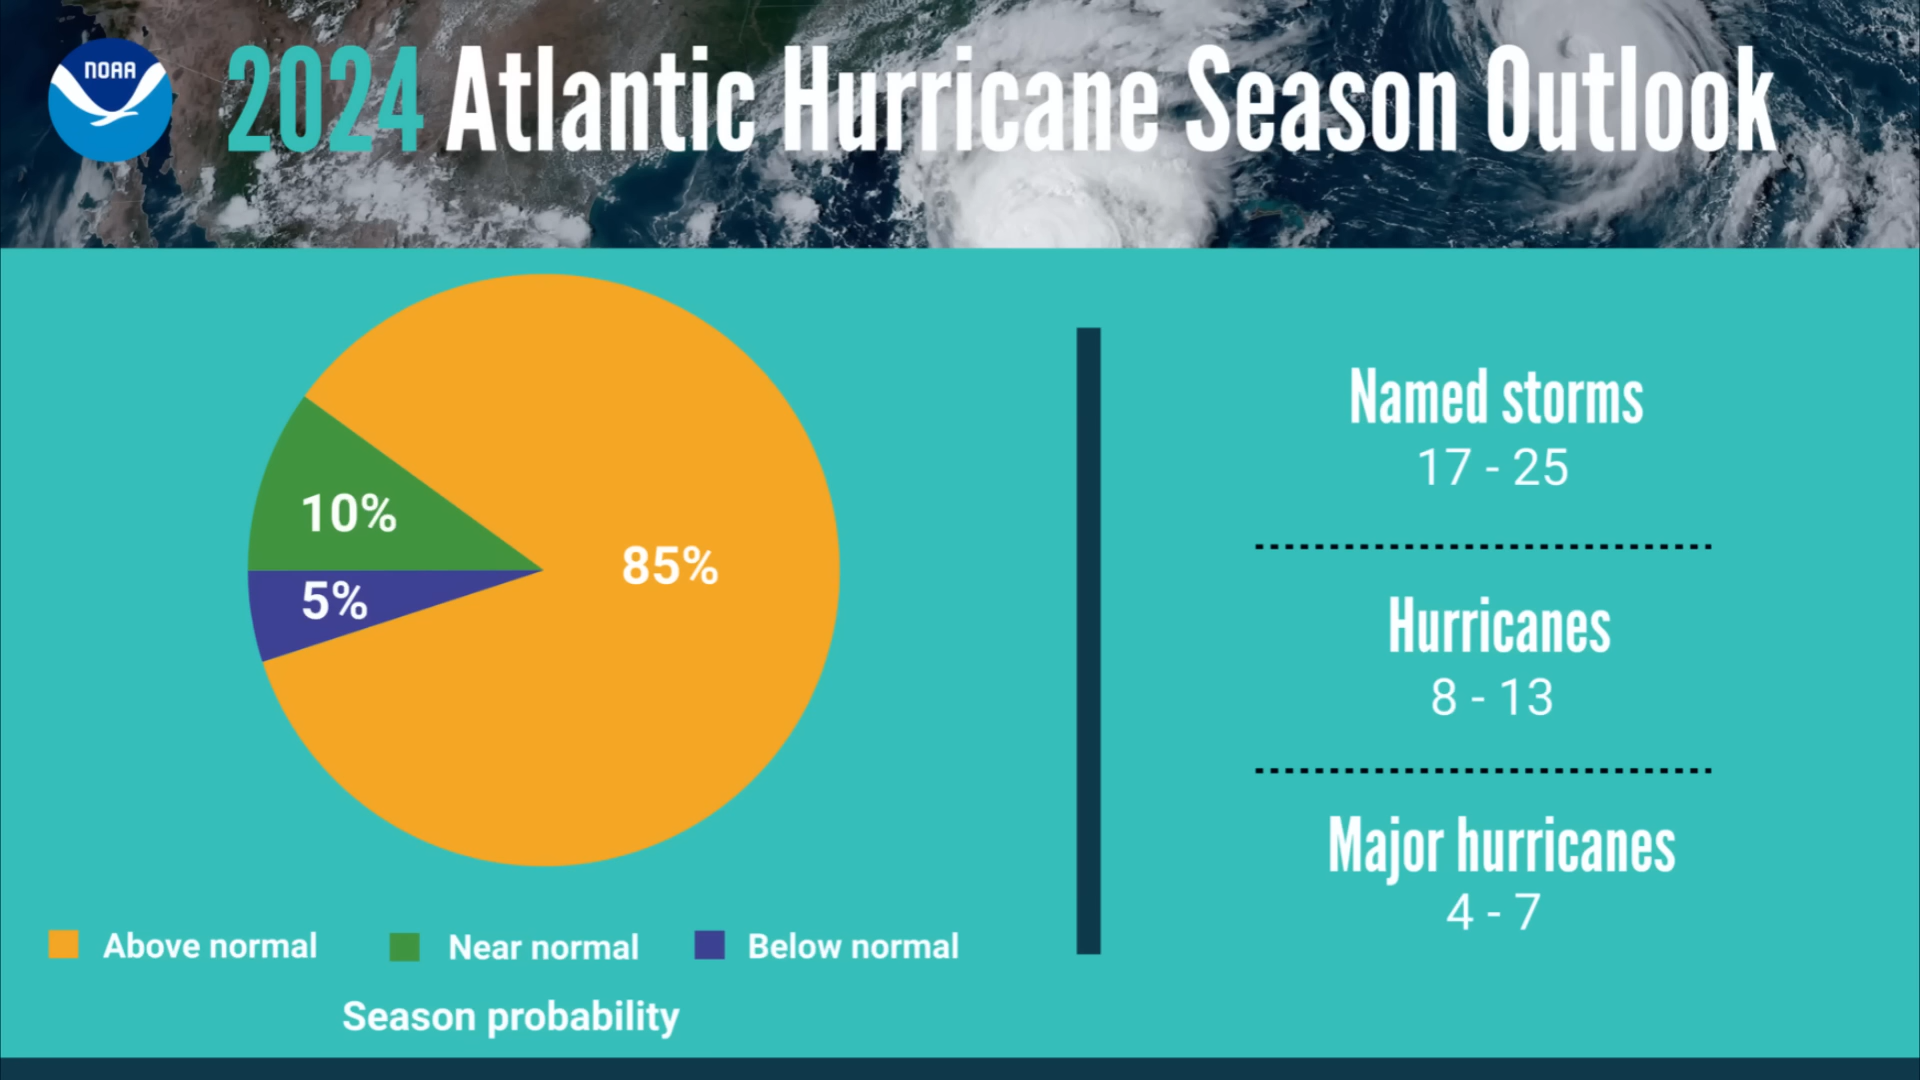 NOAA
2024 Atlantic Hurricane Season Outlook
10%
5%
85%
Above normal
Near normal
Below normal
Season probability
Named storms
17 - 25
Hurricanes
8 - 13
Major hurricanes
4 - 7